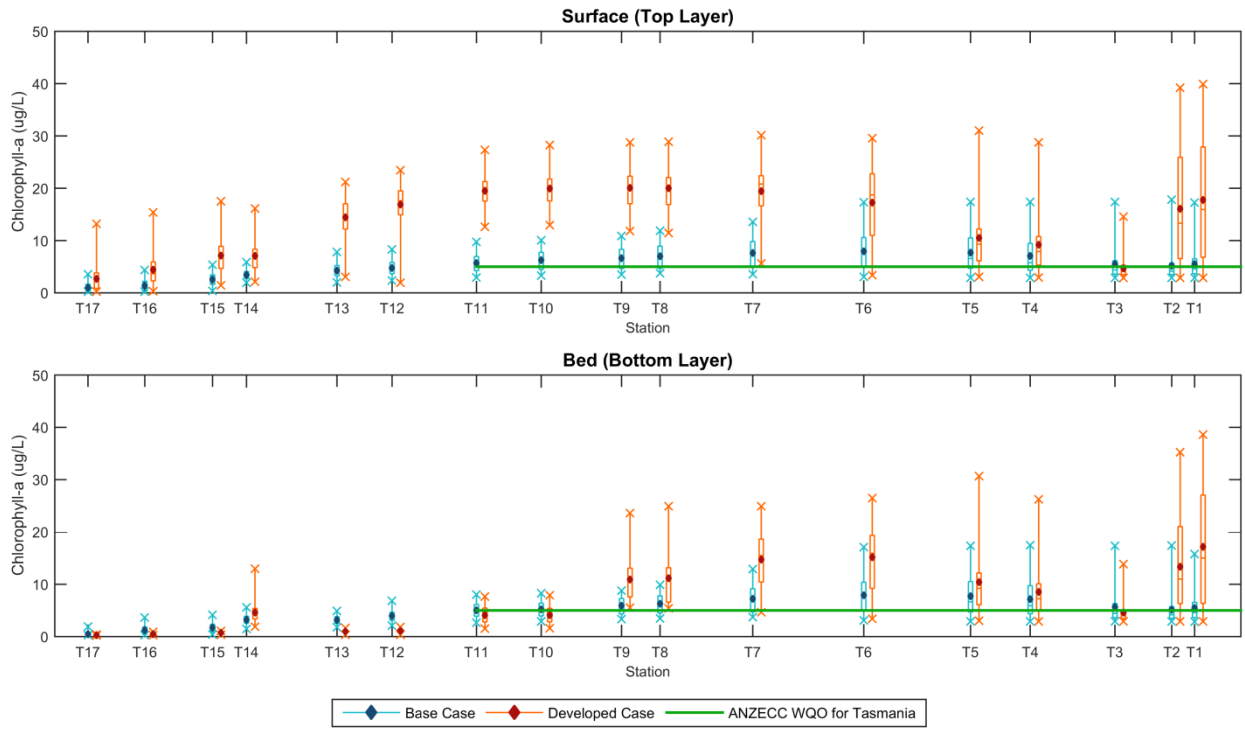 Surface (Top Layer)
50
40
30
20
10
0
Chlorophyll-a (ug/L)
T17 T16 T15 T14 T13 T12 T11 T10 T9 T8 T7 T6 T5 T4 T3 T2 T1
Station
Bed (Bottom Layer)
50
40
30
20
10
0
Chlorophyll-a (ug/L)
T17 T16 T15 T14 T13 T12 T11 T10 T9 T8 T7 T6 T5 T4 T3 T2 T1
Station
Base Case Developed Case ANZECC WQO for Tasmania